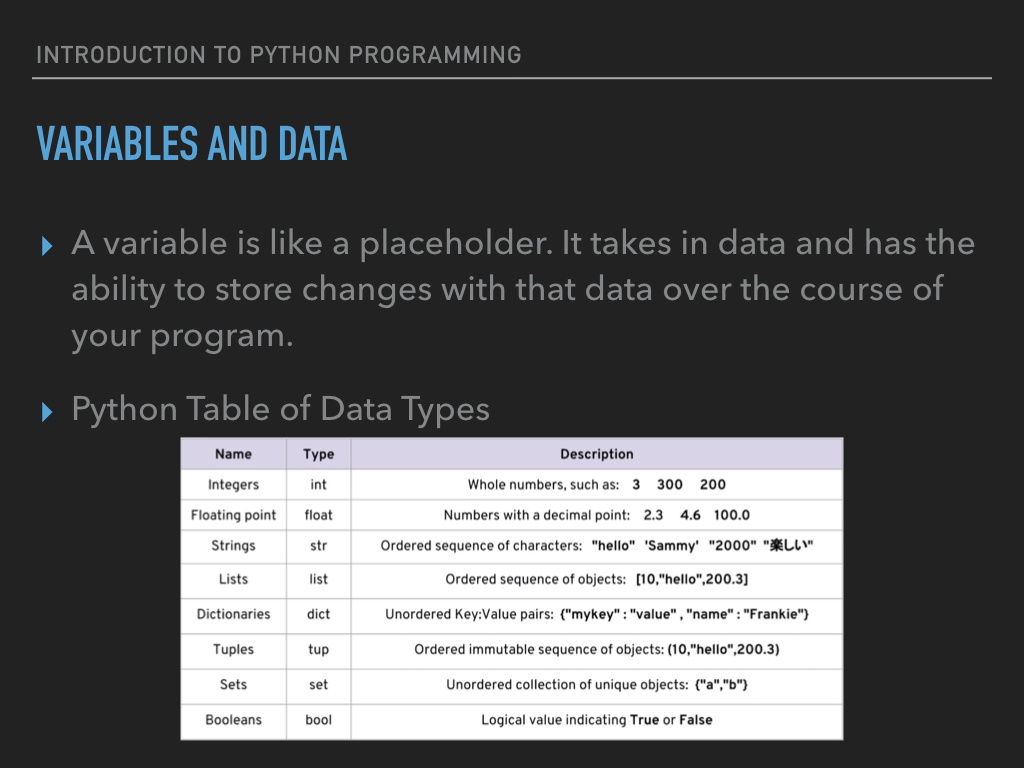 INTRODUCTION TO PYTHON PROGRAMMING
VARIABLES AND DATA
A variable is like a placeholder. It takes in data and has the
ability to store changes with that data over the course of
your program.
Python Table of Data Types
Name Type Description
Integers int Whole numbers, such as: 3 300 200
Floating point float Numbers with a decimal point: 2.3 4.6 100.0
Strings str Ordered sequence of characters: "hello" 'Sammy' "2000" "楽しい"
Lists list Ordered sequence of objects: [10,"hello",200.3]
Dictionaries dict Unordered Key:Value pairs: {"mykey" : "value" , "name" : "Frankie"}
Tuples tup Ordered immutable sequence of objects: (10,"hello",200.3)
Sets set Unordered collection of unique objects: {"a","b"}
Booleans bool Logical value indicating True or False